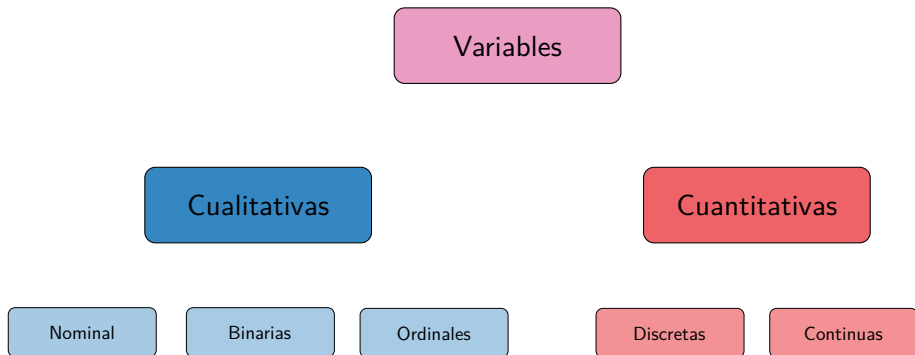 Variables
Cualitativas
Cuantitativas
Nominal
Binarias
Ordinales
Discretas
Continuas